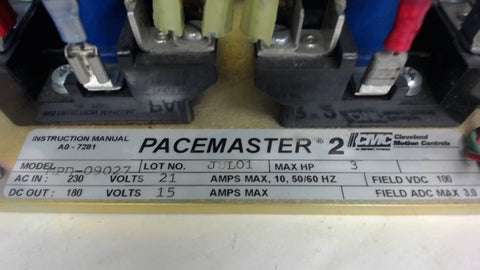 INSTRUCTION MANUAL
A0 - 7281
PACEMASTER® 2
CMC Cleveland
Motion Controls
MODEL LOT NO. JUL01 MAX HP 3
AC IN : 230 VOLTS 21 AMPS MAX, 10, 50/60 HZ FIELD VDC 100
DC OUT : 180 VOLTS 15 AMPS MAX FIELD ADC MAX 3.0